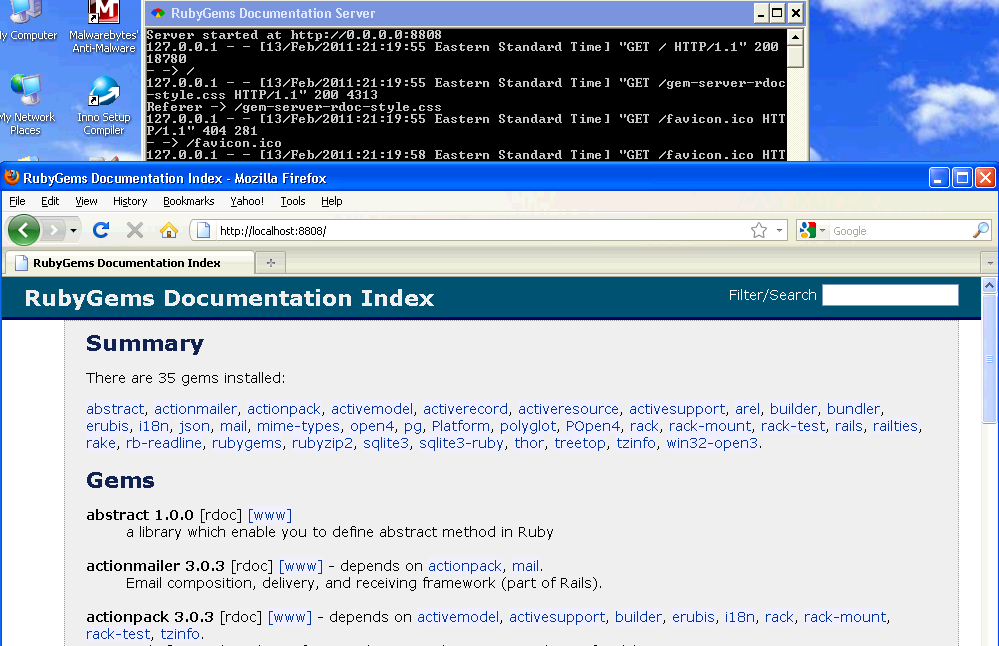 RubyGems Documentation Server
y Computer
Malwarebytes'
Anti-Malware
My Network
Places
Inno Setup
Compiler
Server started at http://0.0.0.0:8808
127.0.0.1 - - [13/Feb/2011:21:19:55 Eastern Standard Time] "GET / HTTP/1.1" 200
18780
- -> /
127.0.0.1 - - [13/Feb/2011:21:19:55 Eastern Standard Time] "GET /gem-server-rdoc
-style.css HTTP/1.1" 200 4313
Referer -> /gem-server-rdoc-style.css
127.0.0.1 - - [13/Feb/2011:21:19:55 Eastern Standard Time] "GET /favicon.ico HTT
P/1.1" 404 281
- -> /favicon.ico
127.0.0.1 - - [13/Feb/2011:21:19:58 Eastern Standard Time] "GET /favicon.ico HTT
RubyGems Documentation Index - Mozilla Firefox
File Edit View History Bookmarks Yahoo! Tools Help
http://localhost:8808/
Google
RubyGems Documentation Index
RubyGems Documentation Index
Filter/Search
Summary
There are 35 gems installed:
abstract, actionmailer, actionpack, activemodel, activerecord, activeresource, activesupport, arel, builder, bundler,
erubis, i18n, json, mail, mime-types, open4, pg, Platform, polyglot, POpen4, rack, rack-mount, rack-test, rails, railties,
rake, rb-readline, rubygems, rubyzip2, sqlite3, sqlite3-ruby, thor, treetop, tzinfo, win32-open3.
Gems
abstract 1.0.0 [rdoc] [www]
a library which enable you to define abstract method in Ruby
actionmailer 3.0.3 [rdoc] [www] - depends on actionpack, mail.
Email composition, delivery, and receiving framework (part of Rails).
actionpack 3.0.3 [rdoc] [www] - depends on activemodel, activesupport, builder, erubis, i18n, rack, rack-mount,
rack-test, tzinfo.